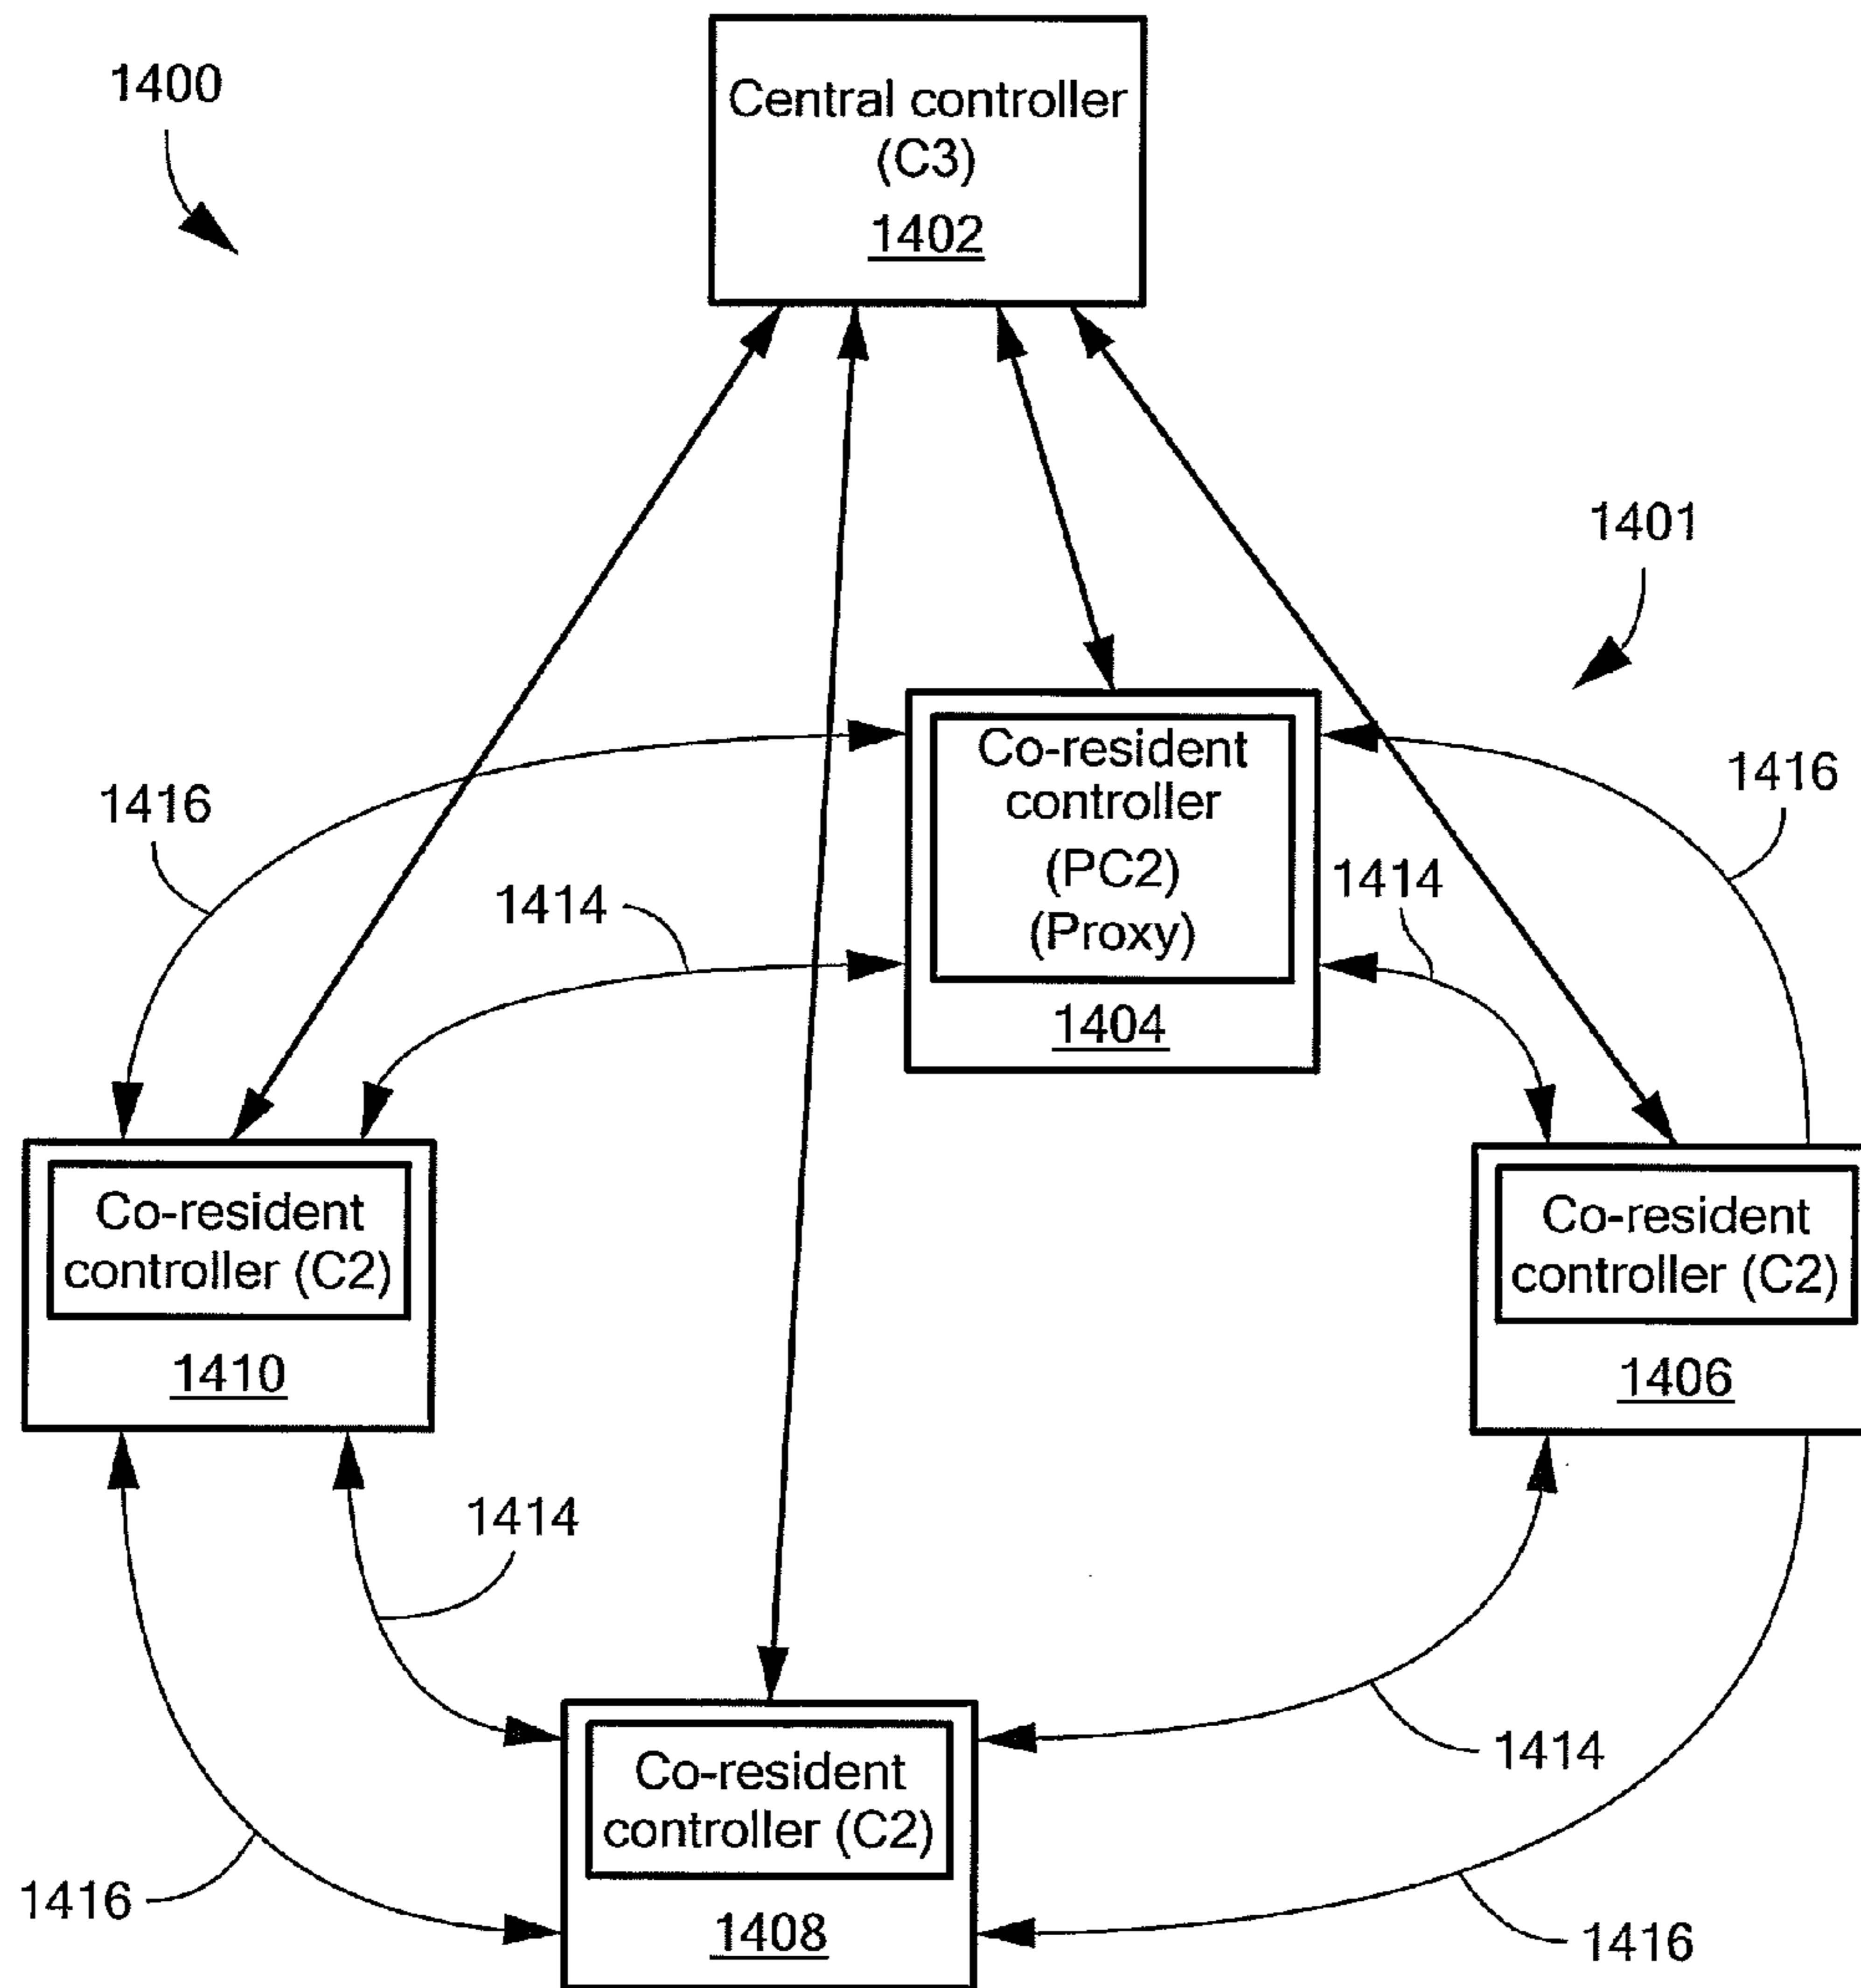 1400
Central controller
(C3)
1402
1401
Co-resident
controller
(PC2)
(Proxy)
1404
1416
1416
1414
1414
Co-resident
controller (C2)
1410
Co-resident
controller (C2)
1406
1414
1414
Co-resident
controller (C2)
1408
1416
1416